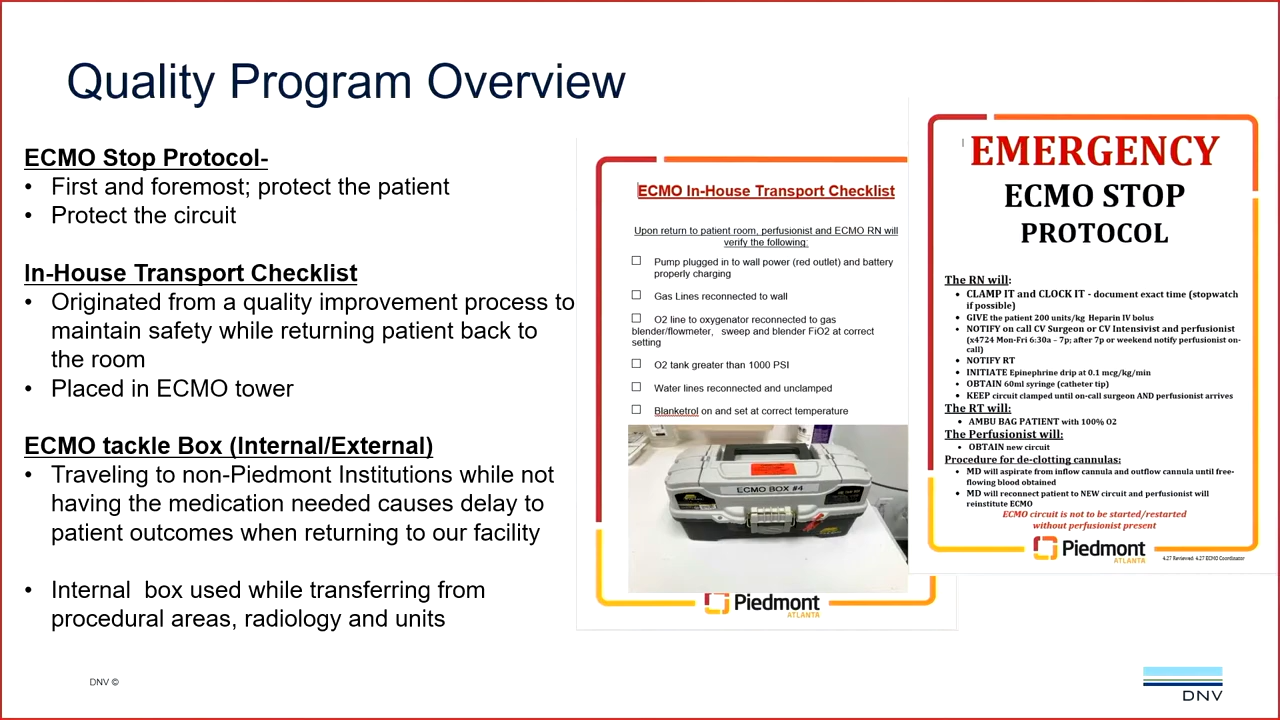 Quality Program Overview
ECMO Stop Protocol-
• First and foremost; protect the patient
• Protect the circuit
In-House Transport Checklist
• Originated from a quality improvement process to
maintain safety while returning patient back to
the room
• Placed in ECMO tower
ECMO tackle Box (Internal/External)
• Traveling to non-Piedmont Institutions while not
having the medication needed causes delay to
patient outcomes when returning to our facility
• Internal box used while transferring from
procedural areas, radiology and units
ECMO In-House Transport Checklist
Upon return to patient room, perfusionist and ECMO RN will
verify the following:
Pump plugged in to wall power (red outlet) and battery
properly charging
Gas Lines reconnected to wall
O2 line to oxygenator reconnected to gas
blender/flowmeter, sweep and blender FiO2 at correct
setting
O2 tank greater than 1000 PSI
Water lines reconnected and unclamped
Blanketrol on and set at correct temperature
ECMO BOX #4
Piedmont
ATLANTA
EMERGENCY
ECMO STOP
PROTOCOL
The RN will:
• CLAMP IT and CLOCK IT - document exact time (stopwatch
if possible)
• GIVE the patient 200 units/kg Heparin IV bolus
• NOTIFY on call CV Surgeon or CV Intensivist and perfusionist
(x4724 Mon-Fri 6:30a – 7p; after 7p or weekend notify perfusionist on-
call)
• NOTIFY RT
• INITIATE Epinephrine drip at 0.1 mcg/kg/min
• OBTAIN 60ml syringe (catheter tip)
• KEEP circuit clamped until on-call surgeon AND perfusionist arrives
The RT will:
• AMBU BAG PATIENT with 100% O2
The Perfusionist will:
• OBTAIN new circuit
Procedure for de-clotting cannulas:
• MD will aspirate from inflow cannula and outflow cannula until free-
flowing blood obtained
• MD will reconnect patient to NEW circuit and perfusionist will
reinstitute ECMO
ECMO circuit is not to be started/restarted
without perfusionist present
Piedmont
ATLANTA
4.27 Reviewed: 4.27 ECMO Coordinator
DNV ©
DNV